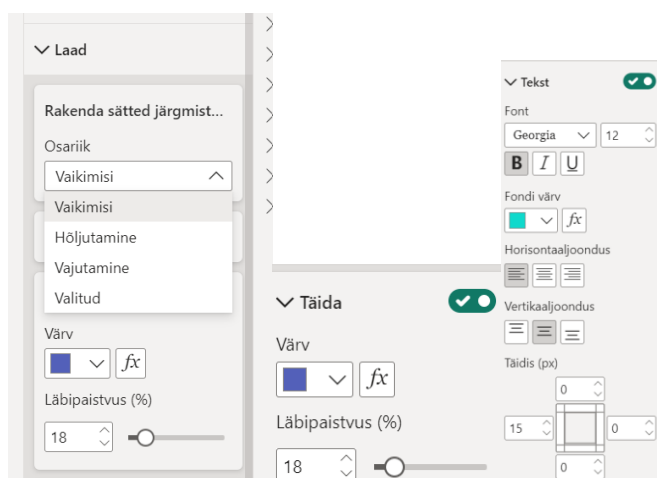 Laad
Rakenda sätted järgmist...
Osariik
Vaikimisi
Vaikimisi
Hõljutamine
Vajutamine
Valitud
Värv
fx
Läbipaistvus (%)
18
Täida
Värv
fx
Läbipaistvus (%)
18
Tekst
Font
Georgia 12
B I U
Fondi värv
fx
Horisontaaljoondus
Vertikaaljoondus
Täidis (px)
0
15 0
0